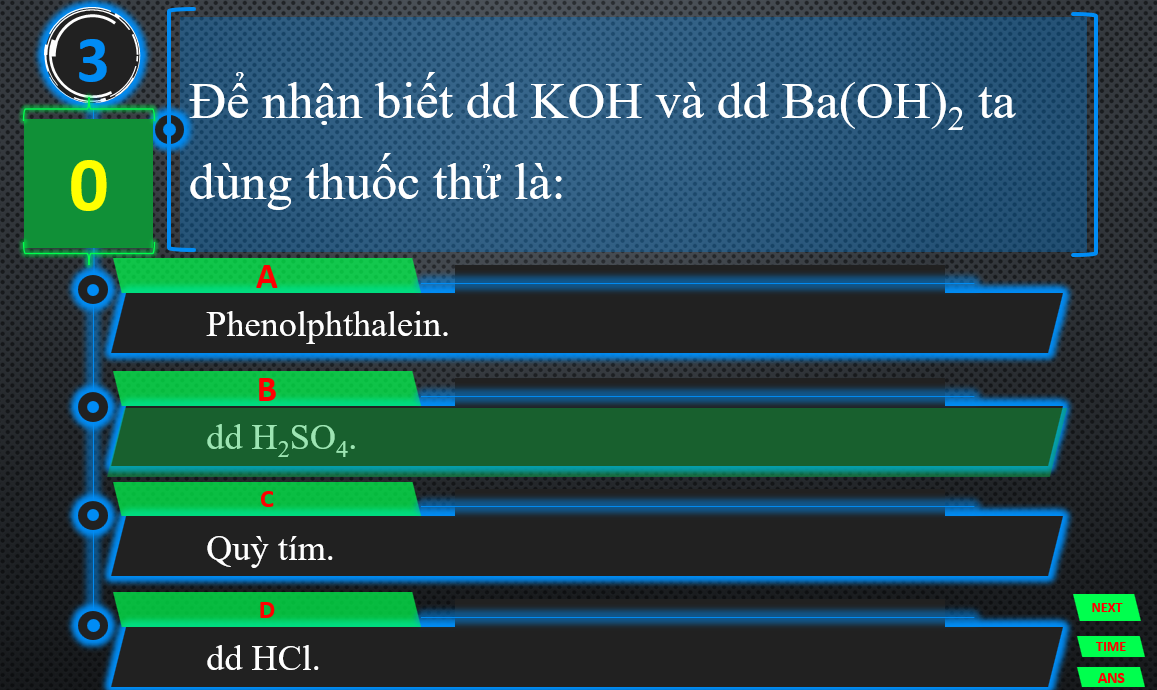 3
0
Để nhận biết dd KOH và dd Ba(OH)₂ ta
dùng thuốc thử là:
A
Phenolphthalein.
B
dd H₂SO₄.
C
Quỳ tím.
D
dd HCl.
NEXT
TIME
ANS